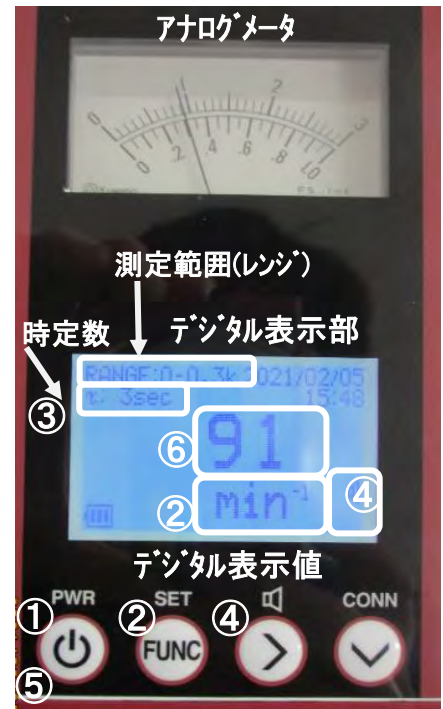 アナログメータ
0 1 2 3
0 .2 .4 .6 .8 1.0
測定範囲(レンジ)
時定数 デジタル表示部
RANGE:0-0.3k 2021/02/05
③ τ: 3sec 15:48
⑥ 91
② min⁻¹ ④
デジタル表示値
PWR SET CONN
① ② FUNC ④
⑤